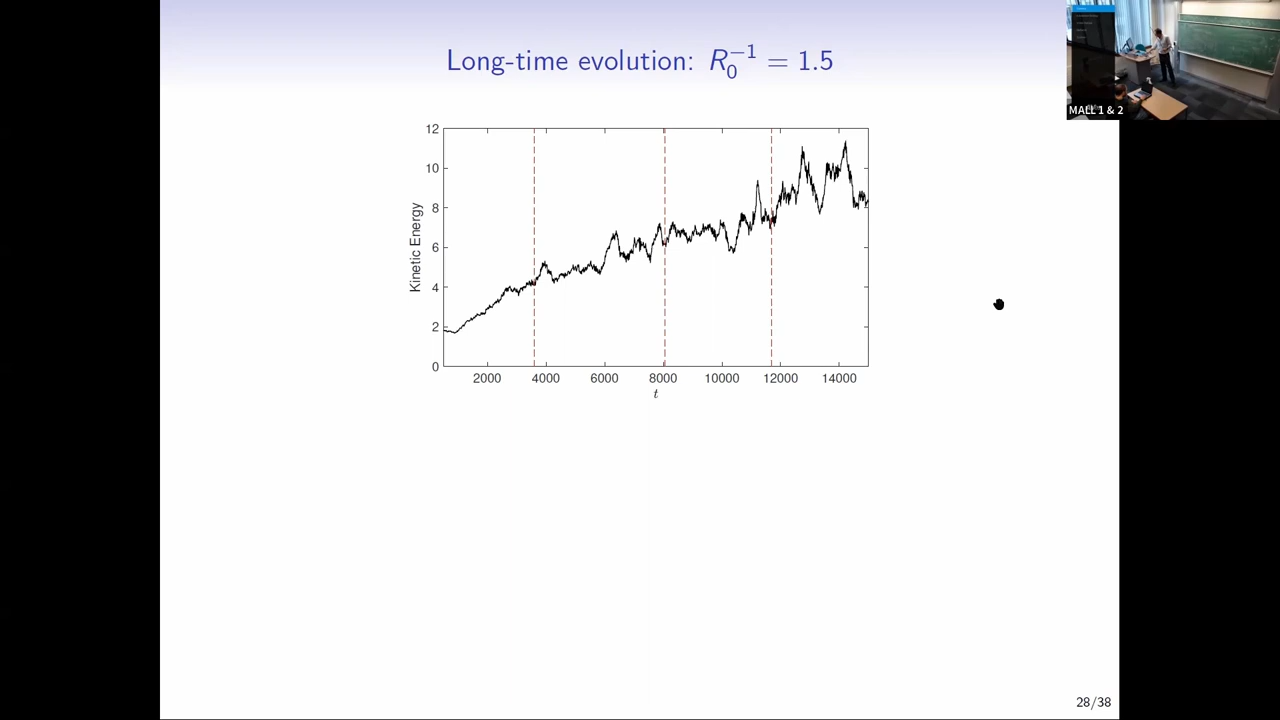 Long-time evolution: R₀⁻¹ = 1.5
MALL 1 & 2
12
10
8
6
4
2
0
Kinetic Energy
2000 4000 6000 8000 10000 12000 14000
t
28/38